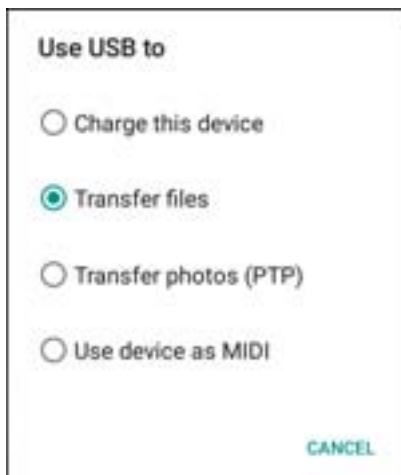 Use USB to
Charge this device
Transfer files
Transfer photos (PTP)
Use device as MIDI
CANCEL